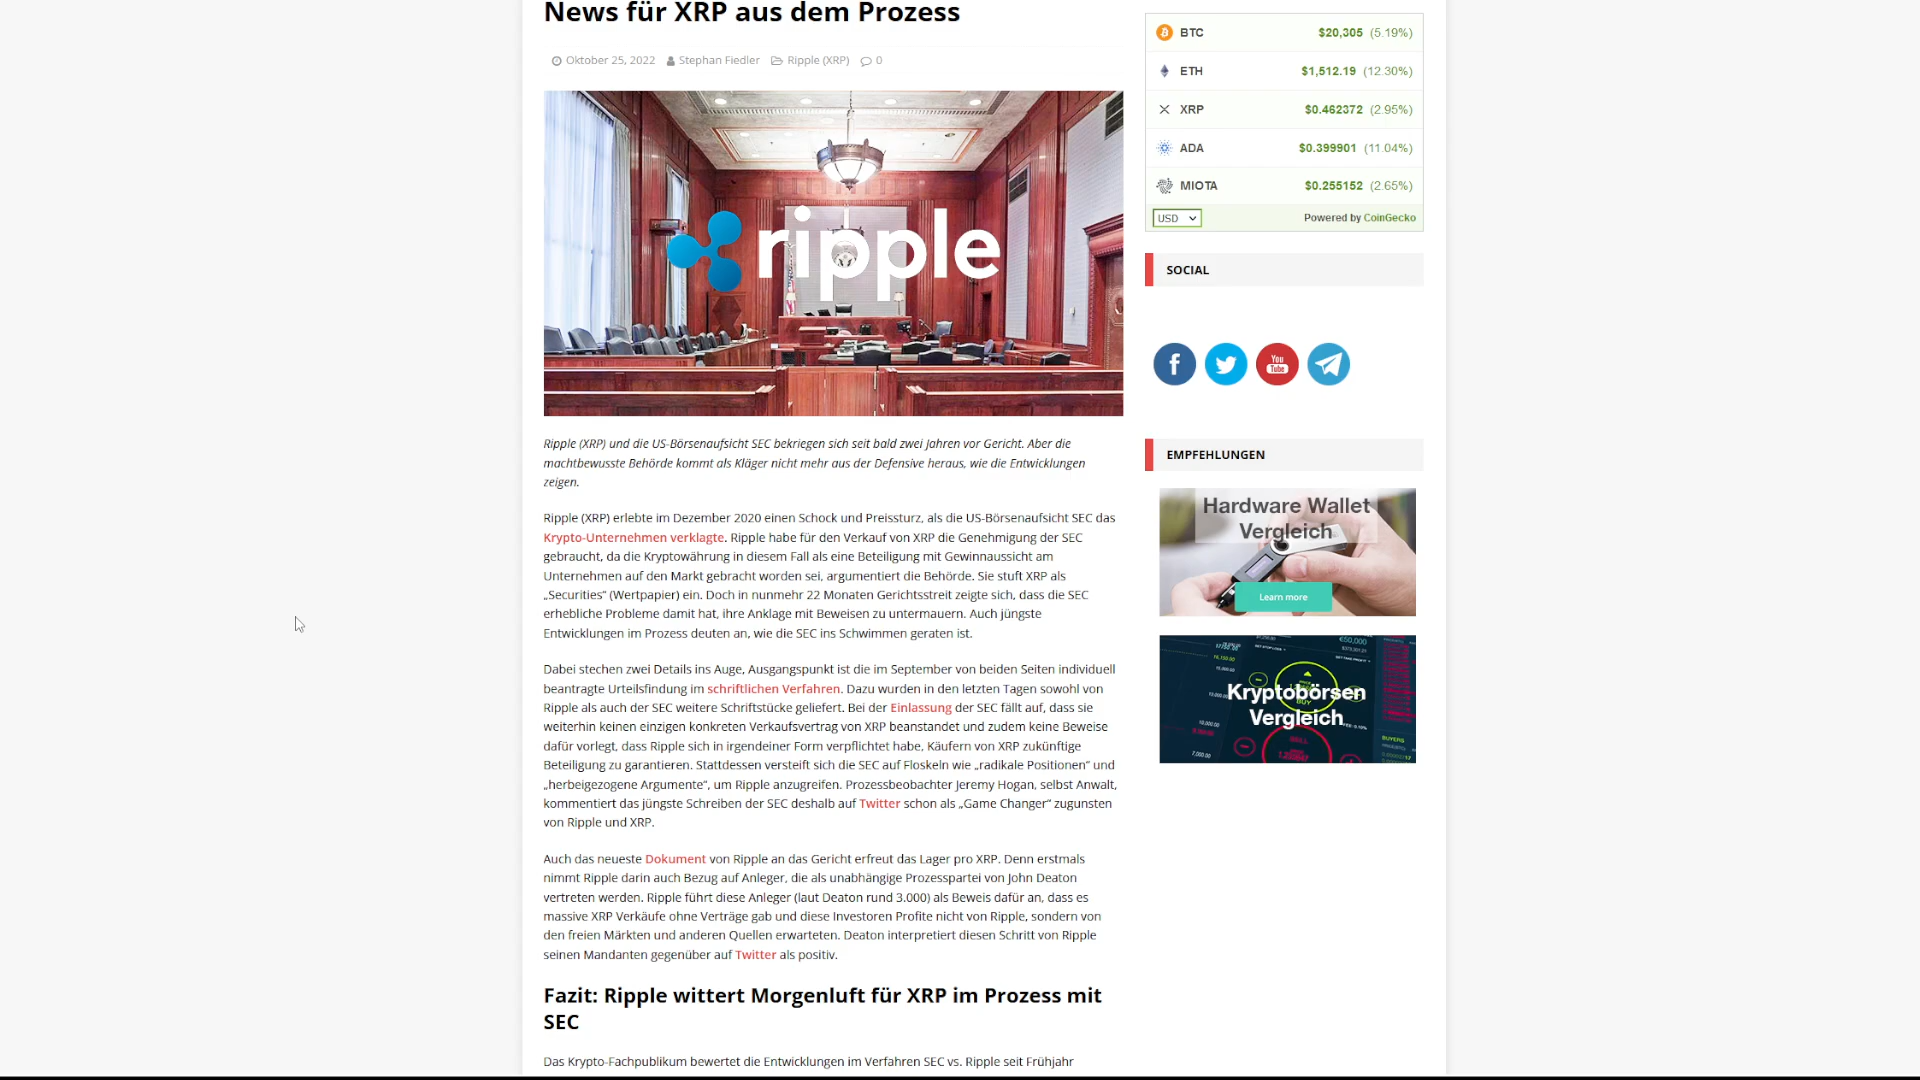 News für XRP aus dem Prozess
Oktober 25, 2022 Stephan Fiedler Ripple (XRP) 0
ripple
Ripple (XRP) und die US-Börsenaufsicht SEC bekriegen sich seit bald zwei Jahren vor Gericht. Aber die
machtbewusste Behörde kommt als Kläger nicht mehr aus der Defensive heraus, wie die Entwicklungen
zeigen.
Ripple (XRP) erlebte im Dezember 2020 einen Schock und Preissturz, als die US-Börsenaufsicht SEC das
Krypto-Unternehmen verklagte. Ripple habe für den Verkauf von XRP die Genehmigung der SEC
gebraucht, da die Kryptowährung in diesem Fall als eine Beteiligung mit Gewinnaussicht am
Unternehmen auf den Markt gebracht worden sei, argumentiert die Behörde. Sie stuft XRP als
„Securities“ (Wertpapier) ein. Doch in nunmehr 22 Monaten Gerichtsstreit zeigte sich, dass die SEC
erhebliche Probleme damit hat, ihre Anklage mit Beweisen zu untermauern. Auch jüngste
Entwicklungen im Prozess deuten an, wie die SEC ins Schwimmen geraten ist.
Dabei stechen zwei Details ins Auge, Ausgangspunkt ist die im September von beiden Seiten individuell
beantragte Urteilsfindung im schriftlichen Verfahren. Dazu wurden in den letzten Tagen sowohl von
Ripple als auch der SEC weitere Schriftstücke geliefert. Bei der Einlassung der SEC fällt auf, dass sie
weiterhin keinen einzigen konkreten Verkaufsvertrag von XRP beanstandet und zudem keine Beweise
dafür vorlegt, dass Ripple sich in irgendeiner Form verpflichtet habe, Käufern von XRP zukünftige
Beteiligung zu garantieren. Stattdessen versteift sich die SEC auf Floskeln wie „radikale Positionen“ und
„herbeigezogene Argumente“, um Ripple anzugreifen. Prozessbeobachter Jeremy Hogan, selbst Anwalt,
kommentiert das jüngste Schreiben der SEC deshalb auf Twitter schon als „Game Changer“ zugunsten
von Ripple und XRP.
Auch das neueste Dokument von Ripple an das Gericht erfreut das Lager pro XRP. Denn erstmals
nimmt Ripple darin auch Bezug auf Anleger, die als unabhängige Prozesspartei von John Deaton
vertreten werden. Ripple führt diese Anleger (laut Deaton rund 3.000) als Beweis dafür an, dass es
massive XRP Verkäufe ohne Verträge gab und diese Investoren Profite nicht von Ripple, sondern von
den freien Märkten und anderen Quellen erwarteten. Deaton interpretiert diesen Schritt von Ripple
seinen Mandanten gegenüber auf Twitter als positiv.
Fazit: Ripple wittert Morgenluft für XRP im Prozess mit
SEC
Das Krypto-Fachpublikum bewertet die Entwicklungen im Verfahren SEC vs. Ripple seit Frühjahr
BTC $20,305 (5.19%)
ETH $1,512.19 (12.30%)
XRP $0.462372 (2.95%)
ADA $0.399901 (11.04%)
MIOTA $0.255152 (2.65%)
USD Powered by CoinGecko
SOCIAL
You
Tube
EMPFEHLUNGEN
Hardware Wallet
Vergleich
Learn more
Kryptobörsen
Vergleich
€50,000
BUY
BUYERS